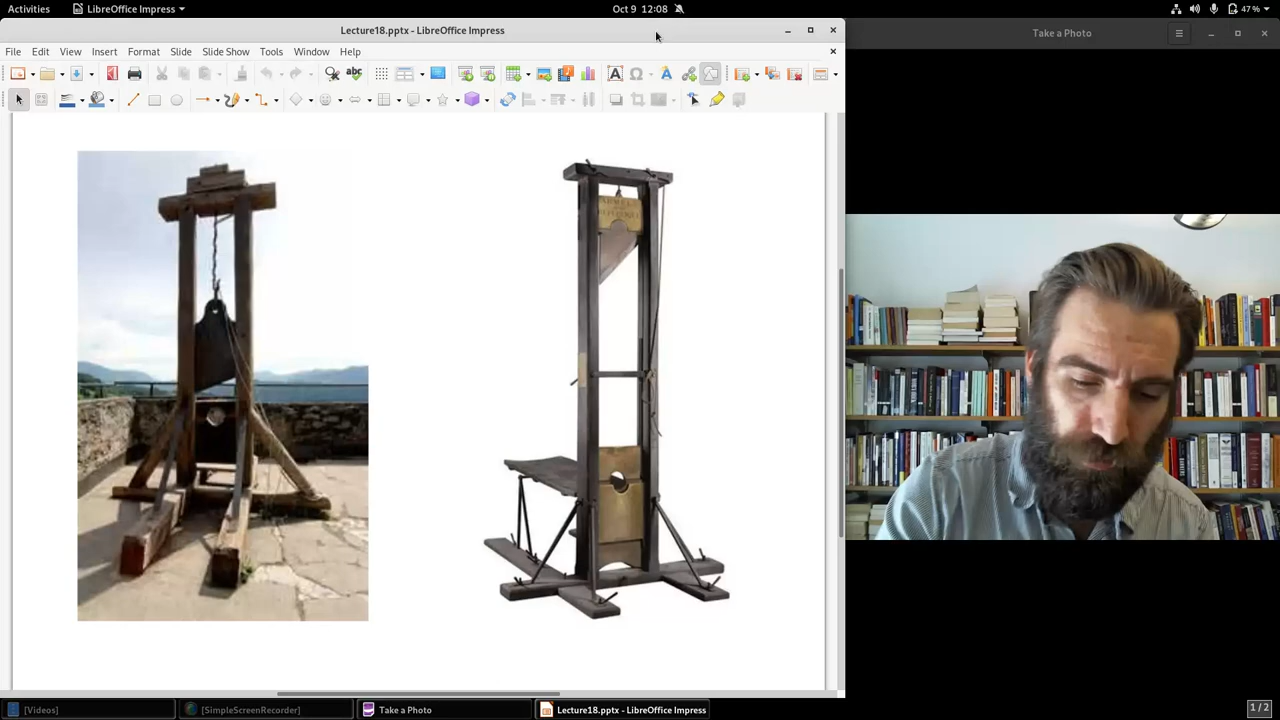 Activities
LibreOffice Impress
Oct 9 12:08
47 %
Lecture18.pptx - LibreOffice Impress
Take a Photo
File Edit View Insert Format Slide Slide Show Tools Window Help
abc
[Videos]
[SimpleScreenRecorder]
Take a Photo
Lecture18.pptx - LibreOffice Impress
1 / 2